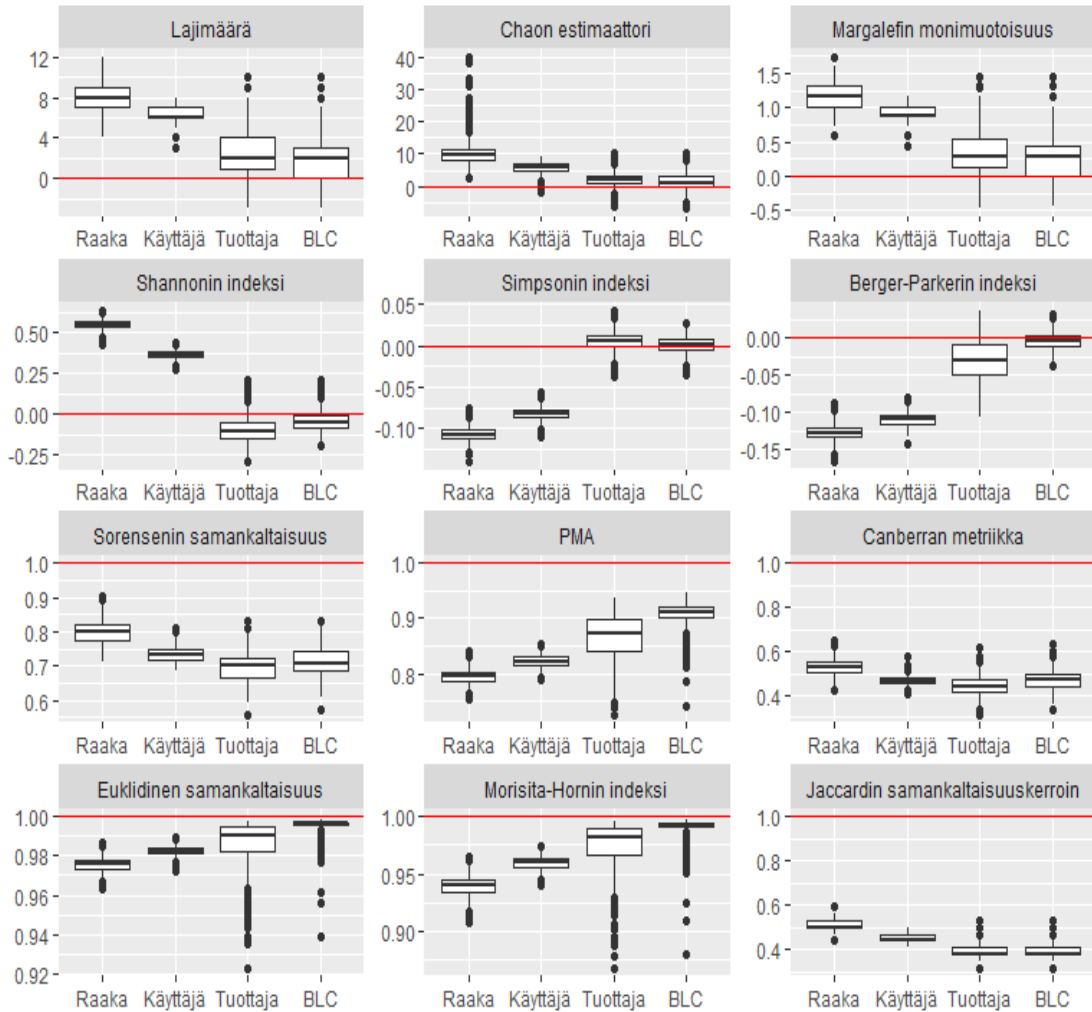 Lajimäärä
12
8
4
0
Raaka Käyttäjä Tuottaja BLC
Chaon estimaattori
40
30
20
10
0
Raaka Käyttäjä Tuottaja BLC
Margalefin monimuotoisuus
1.5
1.0
0.5
0.0
-0.5
Raaka Käyttäjä Tuottaja BLC
Shannonin indeksi
0.50
0.25
0.00
-0.25
Raaka Käyttäjä Tuottaja BLC
Simpsonin indeksi
0.05
0.00
-0.05
-0.10
Raaka Käyttäjä Tuottaja BLC
Berger-Parkerin indeksi
0.00
-0.05
-0.10
-0.15
Raaka Käyttäjä Tuottaja BLC
Sorensenin samankaltaisuus
1.0
0.9
0.8
0.7
0.6
Raaka Käyttäjä Tuottaja BLC
PMA
1.0
0.9
0.8
Raaka Käyttäjä Tuottaja BLC
Canberran metriikka
1.0
0.8
0.6
0.4
Raaka Käyttäjä Tuottaja BLC
Euklidinen samankaltaisuus
1.00
0.98
0.96
0.94
0.92
Raaka Käyttäjä Tuottaja BLC
Morisita-Hornin indeksi
1.00
0.95
0.90
Raaka Käyttäjä Tuottaja BLC
Jaccardin samankaltaisuuskerroin
1.0
0.8
0.6
0.4
Raaka Käyttäjä Tuottaja BLC